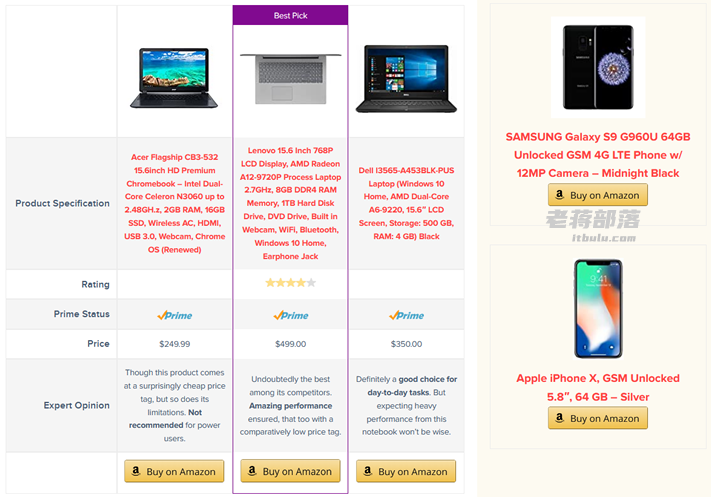 Best Pick
Product Specification
Acer Flagship CB3-532
15.6inch HD Premium
Chromebook – Intel Dual-
Core Celeron N3060 up to
2.48GH.z, 2GB RAM, 16GB
SSD, Wireless AC, HDMI,
USB 3.0, Webcam, Chrome
OS (Renewed)
Lenovo 15.6 Inch 768P
LCD Display, AMD Radeon
A12-9720P Process Laptop
2.7GHz, 8GB DDR4 RAM
Memory, 1TB Hard Disk
Drive, DVD Drive, Built in
Webcam, WiFi, Bluetooth,
Windows 10 Home,
Earphone Jack
Dell I3565-A453BLK-PUS
Laptop (Windows 10
Home, AMD Dual-Core
A6-9220, 15.6″ LCD
Screen, Storage: 500 GB,
RAM: 4 GB) Black
Rating
Prime Status
Prime
Prime
Prime
Price
$249.99
$499.00
$350.00
Expert Opinion
Though this product comes
at a surprisingly cheap price
tag, but so does its
limitations. Not
recommended for power
users.
Undoubtedly the best
among its competitors.
Amazing performance
ensured, that too with a
comparatively low price tag.
Definitely a good choice for
day-to-day tasks. But
expecting heavy
performance from this
notebook won't be wise.
Buy on Amazon
Buy on Amazon
Buy on Amazon
SAMSUNG Galaxy S9 G960U 64GB
Unlocked GSM 4G LTE Phone w/
12MP Camera – Midnight Black
Buy on Amazon
老蒋部落
itbulu.com
Apple iPhone X, GSM Unlocked
5.8″, 64 GB – Silver
Buy on Amazon